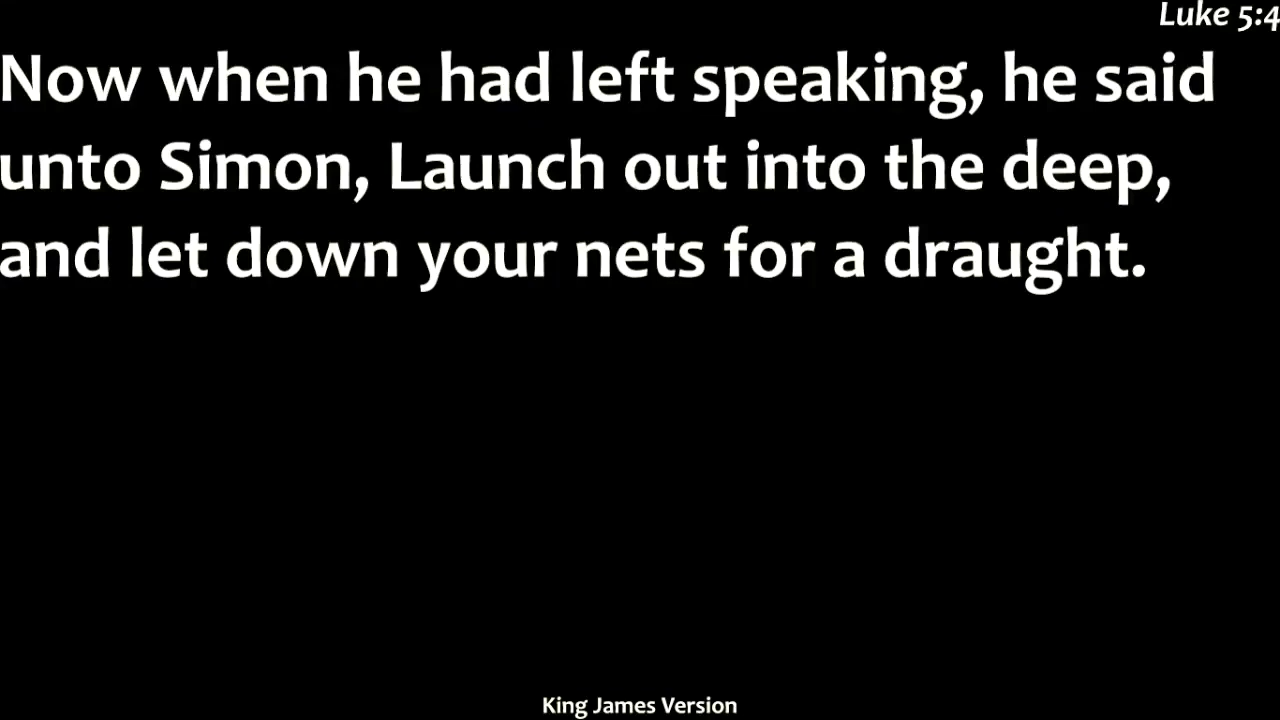 Luke 5:4
Now when he had left speaking, he said
unto Simon, Launch out into the deep,
and let down your nets for a draught.
King James Version